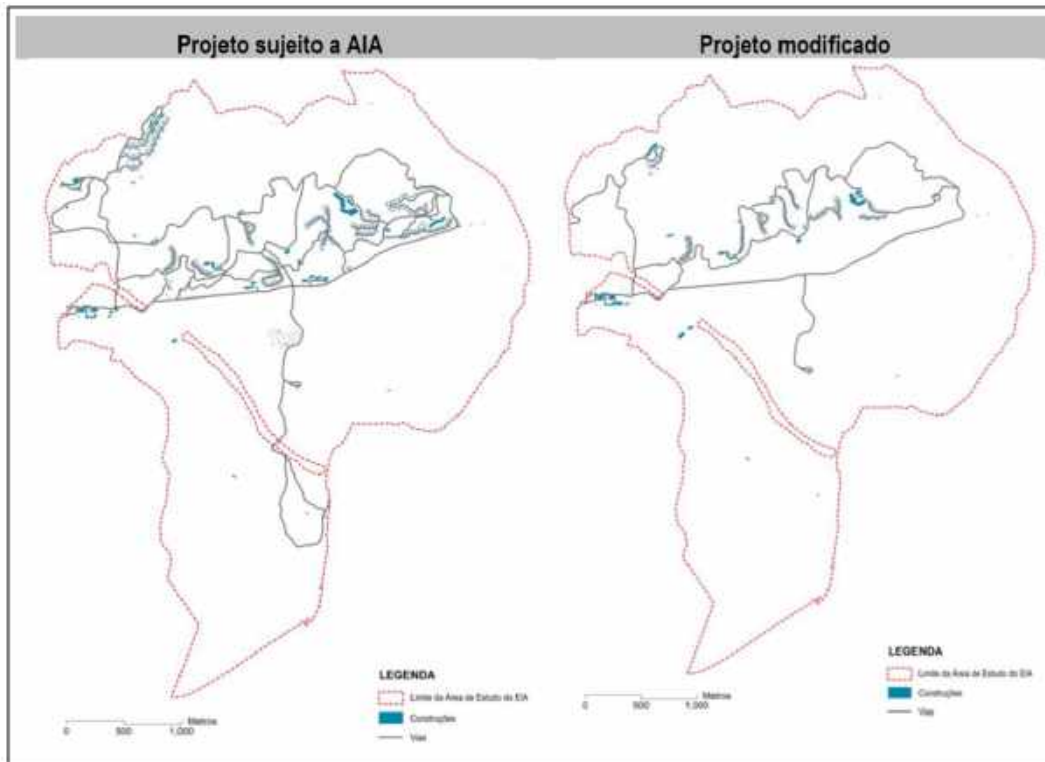 Projeto sujeito a AIA
Projeto modificado
LEGENDA
Limite da Área de Estudo do EIA
Construções
Vias
Metros
0 500 1,000
LEGENDA
Limite da Área de Estudo do EIA
Construções
Vias
Metros
0 500 1,000